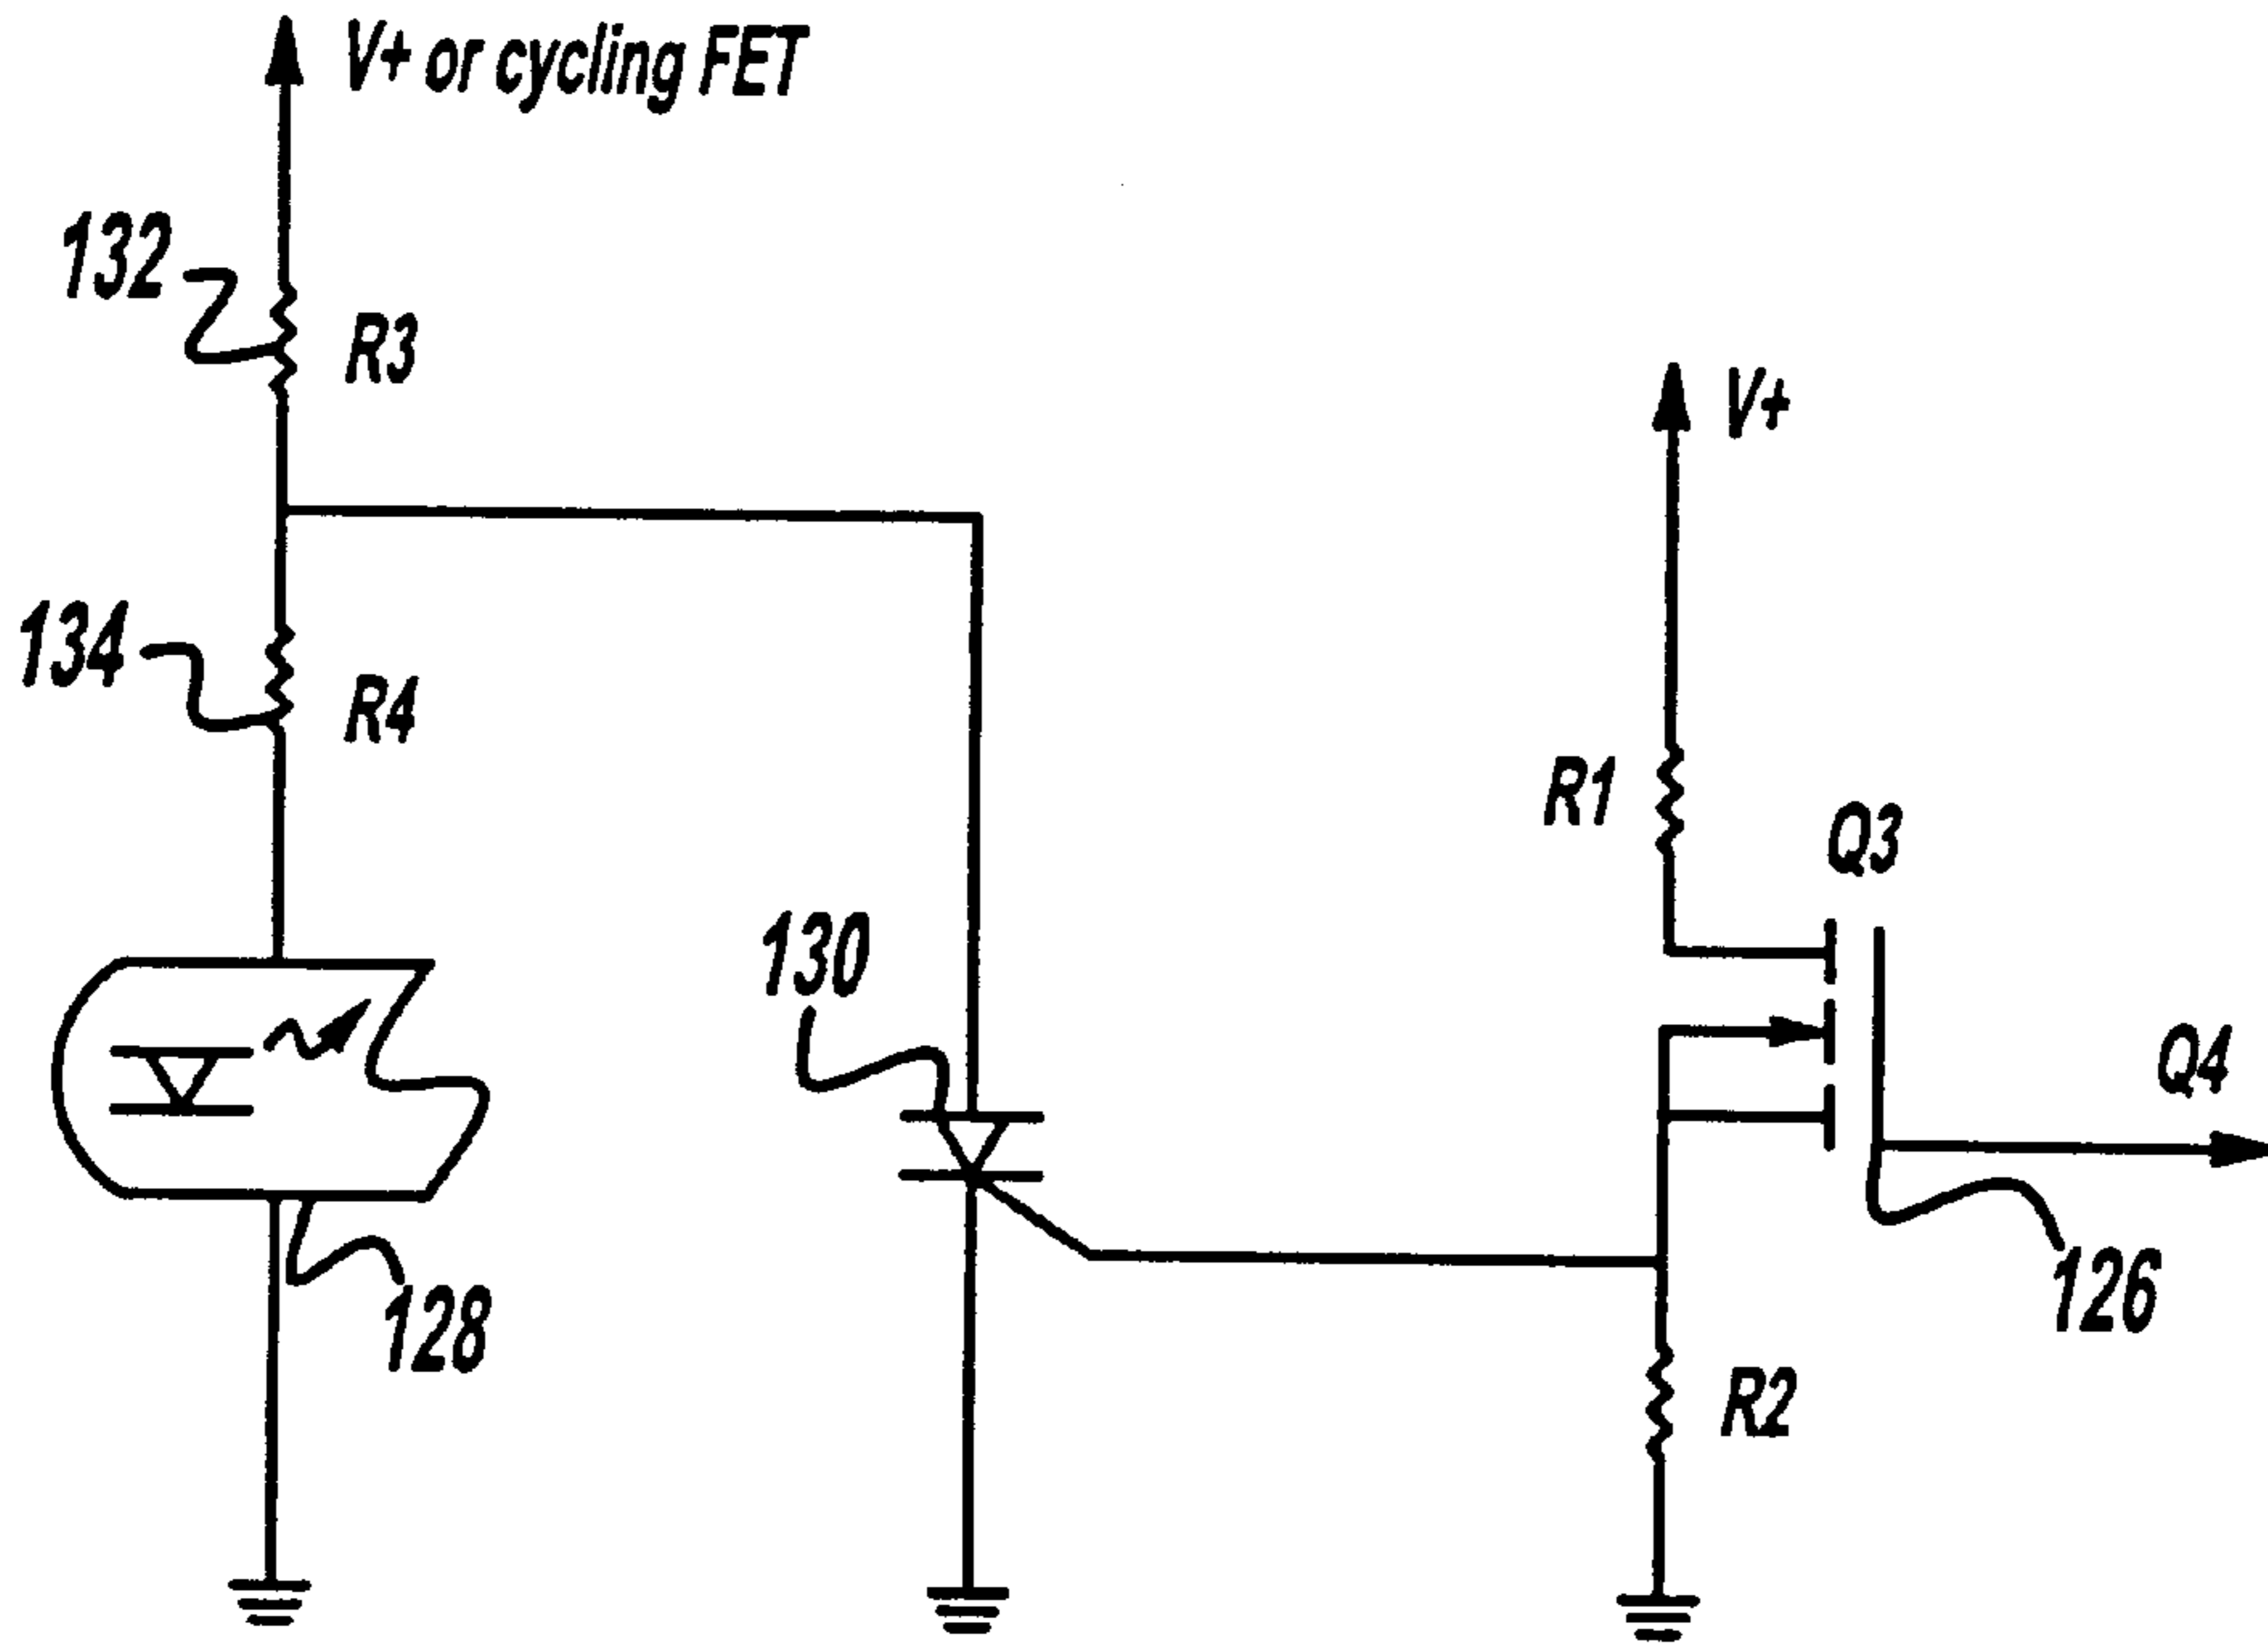 V+ or cycling FET
132
R3
V+
134
R4
R1
Q3
130
Q4
128
126
R2